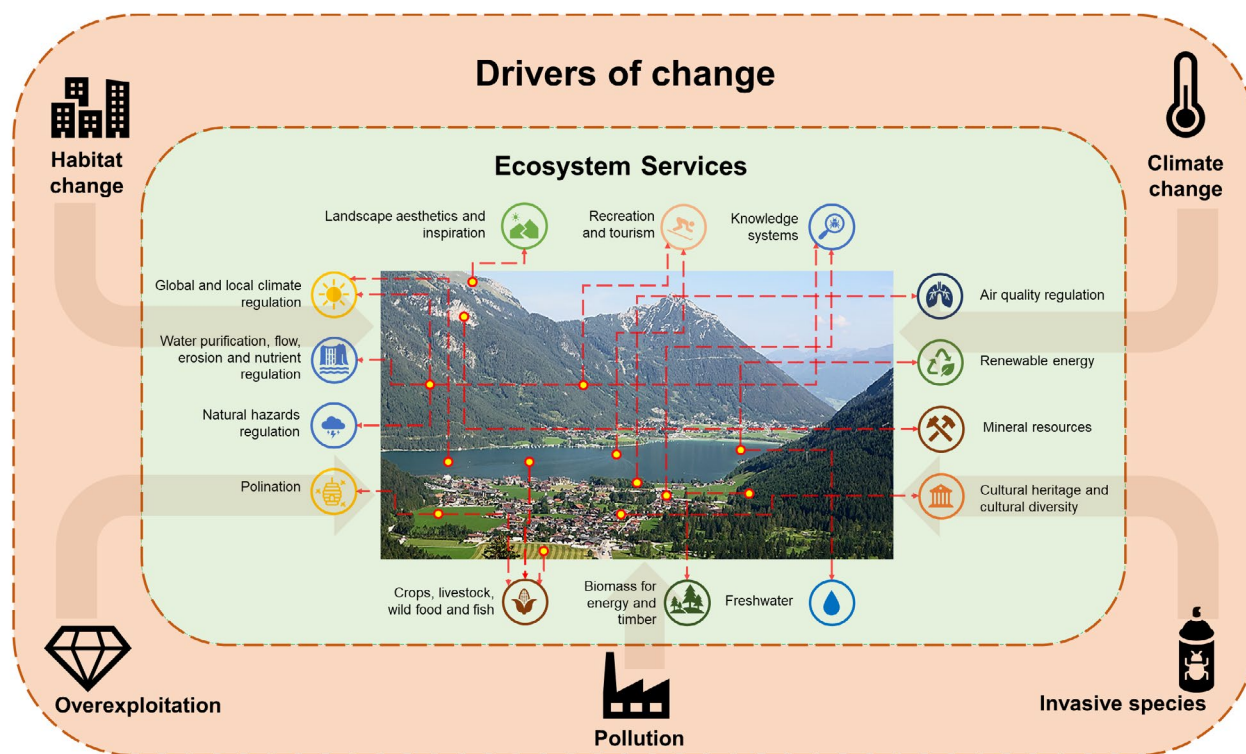 Drivers of change
Habitat
change
Climate
change
Ecosystem Services
Landscape aesthetics and
inspiration
Recreation
and tourism
Knowledge
systems
Global and local climate
regulation
Air quality regulation
Water purification, flow,
erosion and nutrient
regulation
Renewable energy
Natural hazards
regulation
Mineral resources
Polination
Cultural heritage and
cultural diversity
Crops, livestock,
wild food and fish
Biomass for
energy and
timber
Freshwater
Overexploitation
Pollution
Invasive species